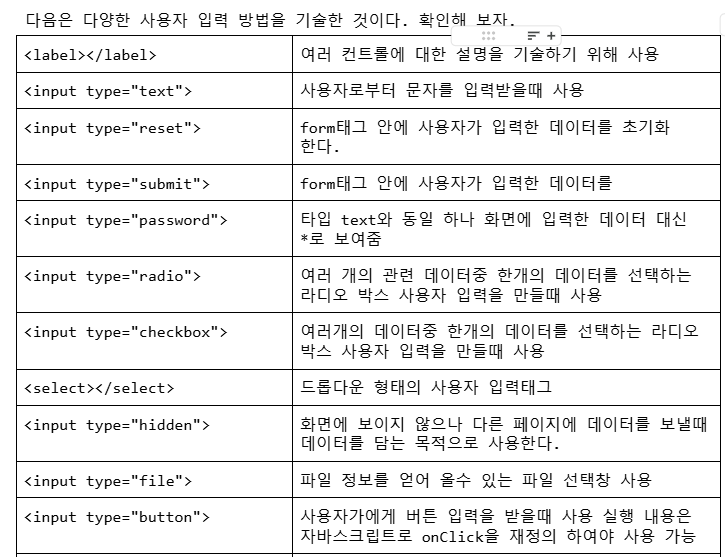 다음은 다양한 사용자 입력 방법을 기술한 것이다. 확인해 보자.
<label></label>
여러 컨트롤에 대한 설명을 기술하기 위해 사용
<input type="text">
사용자로부터 문자를 입력받을때 사용
<input type="reset">
form태그 안에 사용자가 입력한 데이터를 초기화
한다.
<input type="submit">
form태그 안에 사용자가 입력한 데이터를
<input type="password">
타입 text와 동일 하나 화면에 입력한 데이터 대신
*로 보여줌
<input type="radio">
여러 개의 관련 데이터중 한개의 데이터를 선택하는
라디오 박스 사용자 입력을 만들때 사용
<input type="checkbox">
여러개의 데이터중 한개의 데이터를 선택하는 라디오
박스 사용자 입력을 만들때 사용
<select></select>
드롭다운 형태의 사용자 입력태그
<input type="hidden">
화면에 보이지 않으나 다른 페이지에 데이터를 보낼때
데이터를 담는 목적으로 사용한다.
<input type="file">
파일 정보를 얻어 올수 있는 파일 선택창 사용
<input type="button">
사용자가에게 버튼 입력을 받을때 사용 실행 내용은
자바스크립트로 onClick을 재정의 하여야 사용 가능